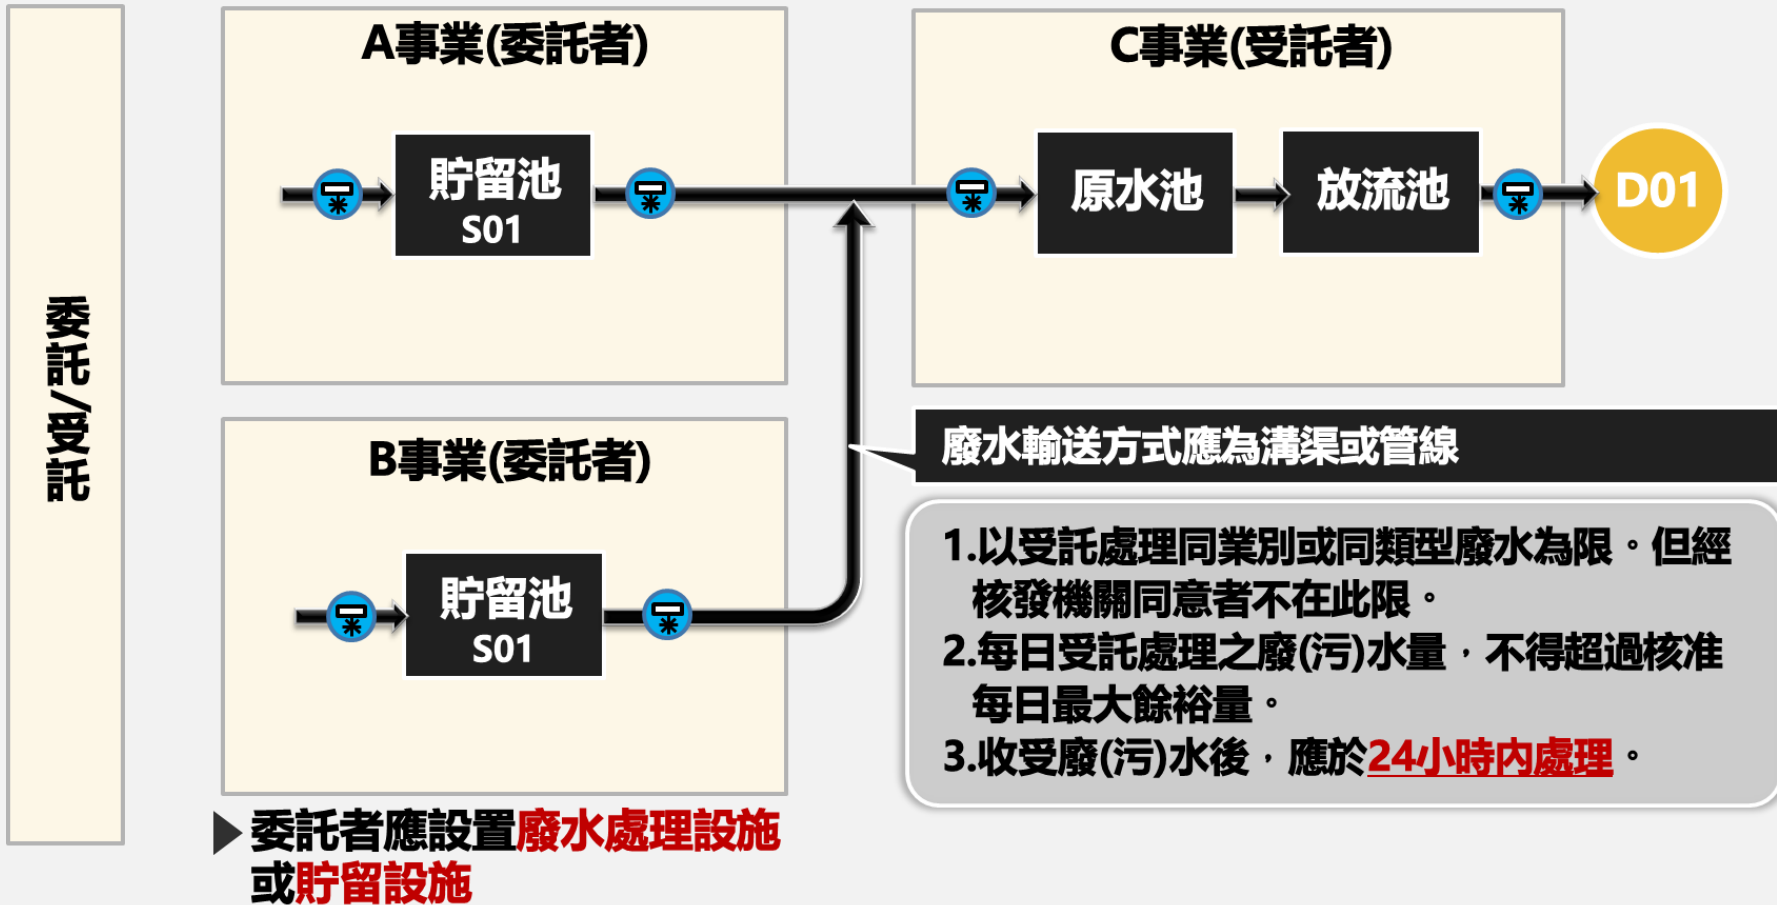 委託/受託
A事業(委託者)
貯留池
S01
C事業(受託者)
原水池
放流池
D01
B事業(委託者)
貯留池
S01
廢水輸送方式應為溝渠或管線
1.以受託處理同業別或同類型廢水為限。但經
核發機關同意者不在此限。
2.每日受託處理之廢(污)水量，不得超過核准
每日最大餘裕量。
3.收受廢(污)水後，應於24小時內處理。
委託者應設置廢水處理設施
或貯留設施